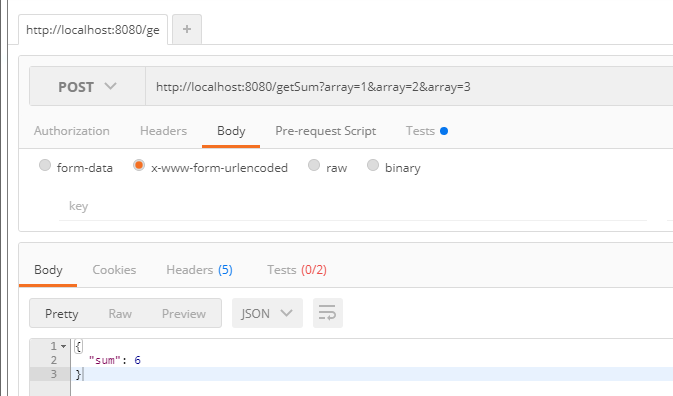 http://localhost:8080/ge +
POST http://localhost:8080/getSum?array=1&array=2&array=3
Authorization Headers Body Pre-request Script Tests
form-data x-www-form-urlencoded raw binary
key
Body Cookies Headers (5) Tests (0/2)
Pretty Raw Preview JSON
1 {
2 "sum": 6
3 }